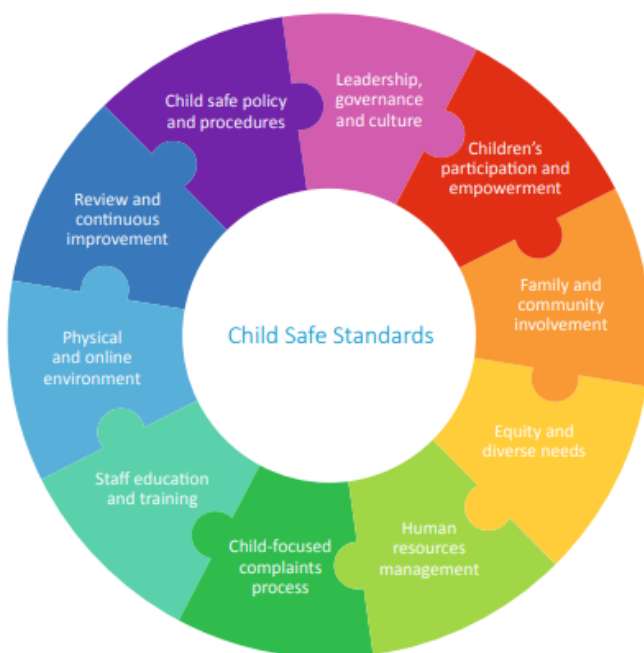 Leadership,
governance
and culture
Children's
participation and
empowerment
Family and
community
involvement
Equity and
diverse needs
Human
resources
management
Child-focused
complaints
process
Staff education
and training
Physical
and online
environment
Review and
continuous
improvement
Child safe policy
and procedures
Child Safe Standards